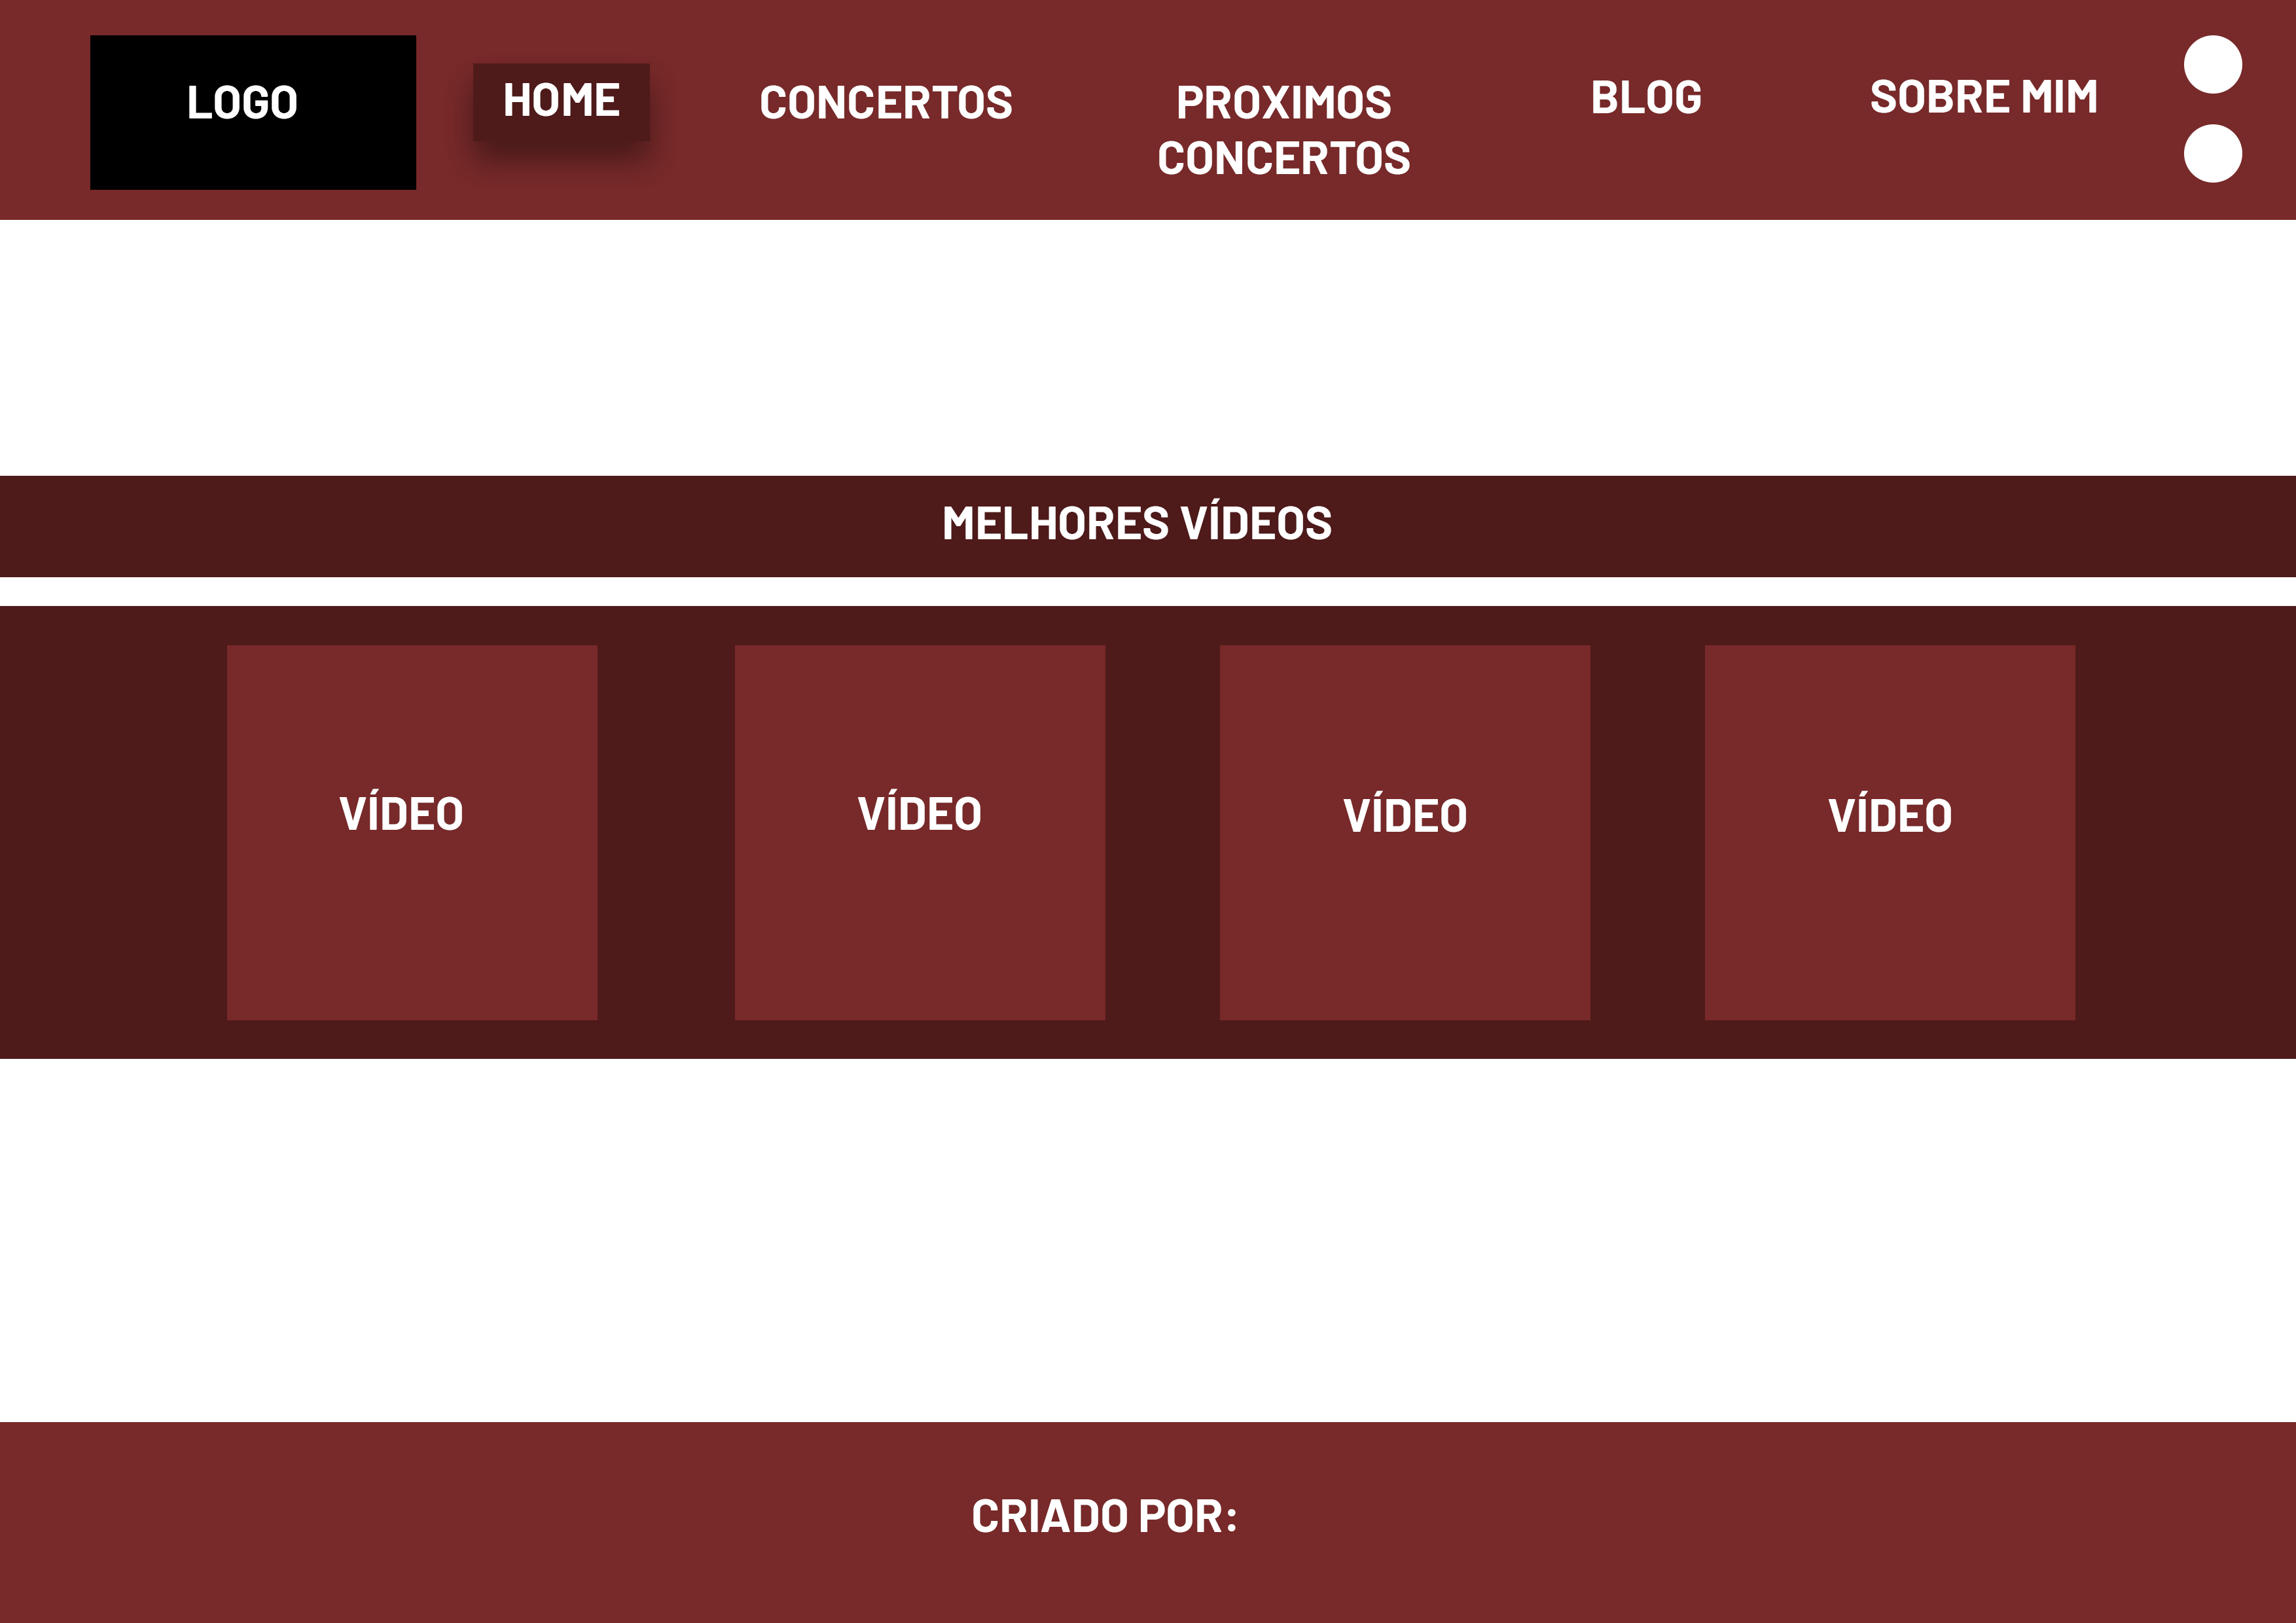 LOGO
HOME
CONCERTOS
PROXIMOS
CONCERTOS
BLOG
SOBRE MIM
MELHORES VÍDEOS
VÍDEO
VÍDEO
VÍDEO
VÍDEO
CRIADO POR: